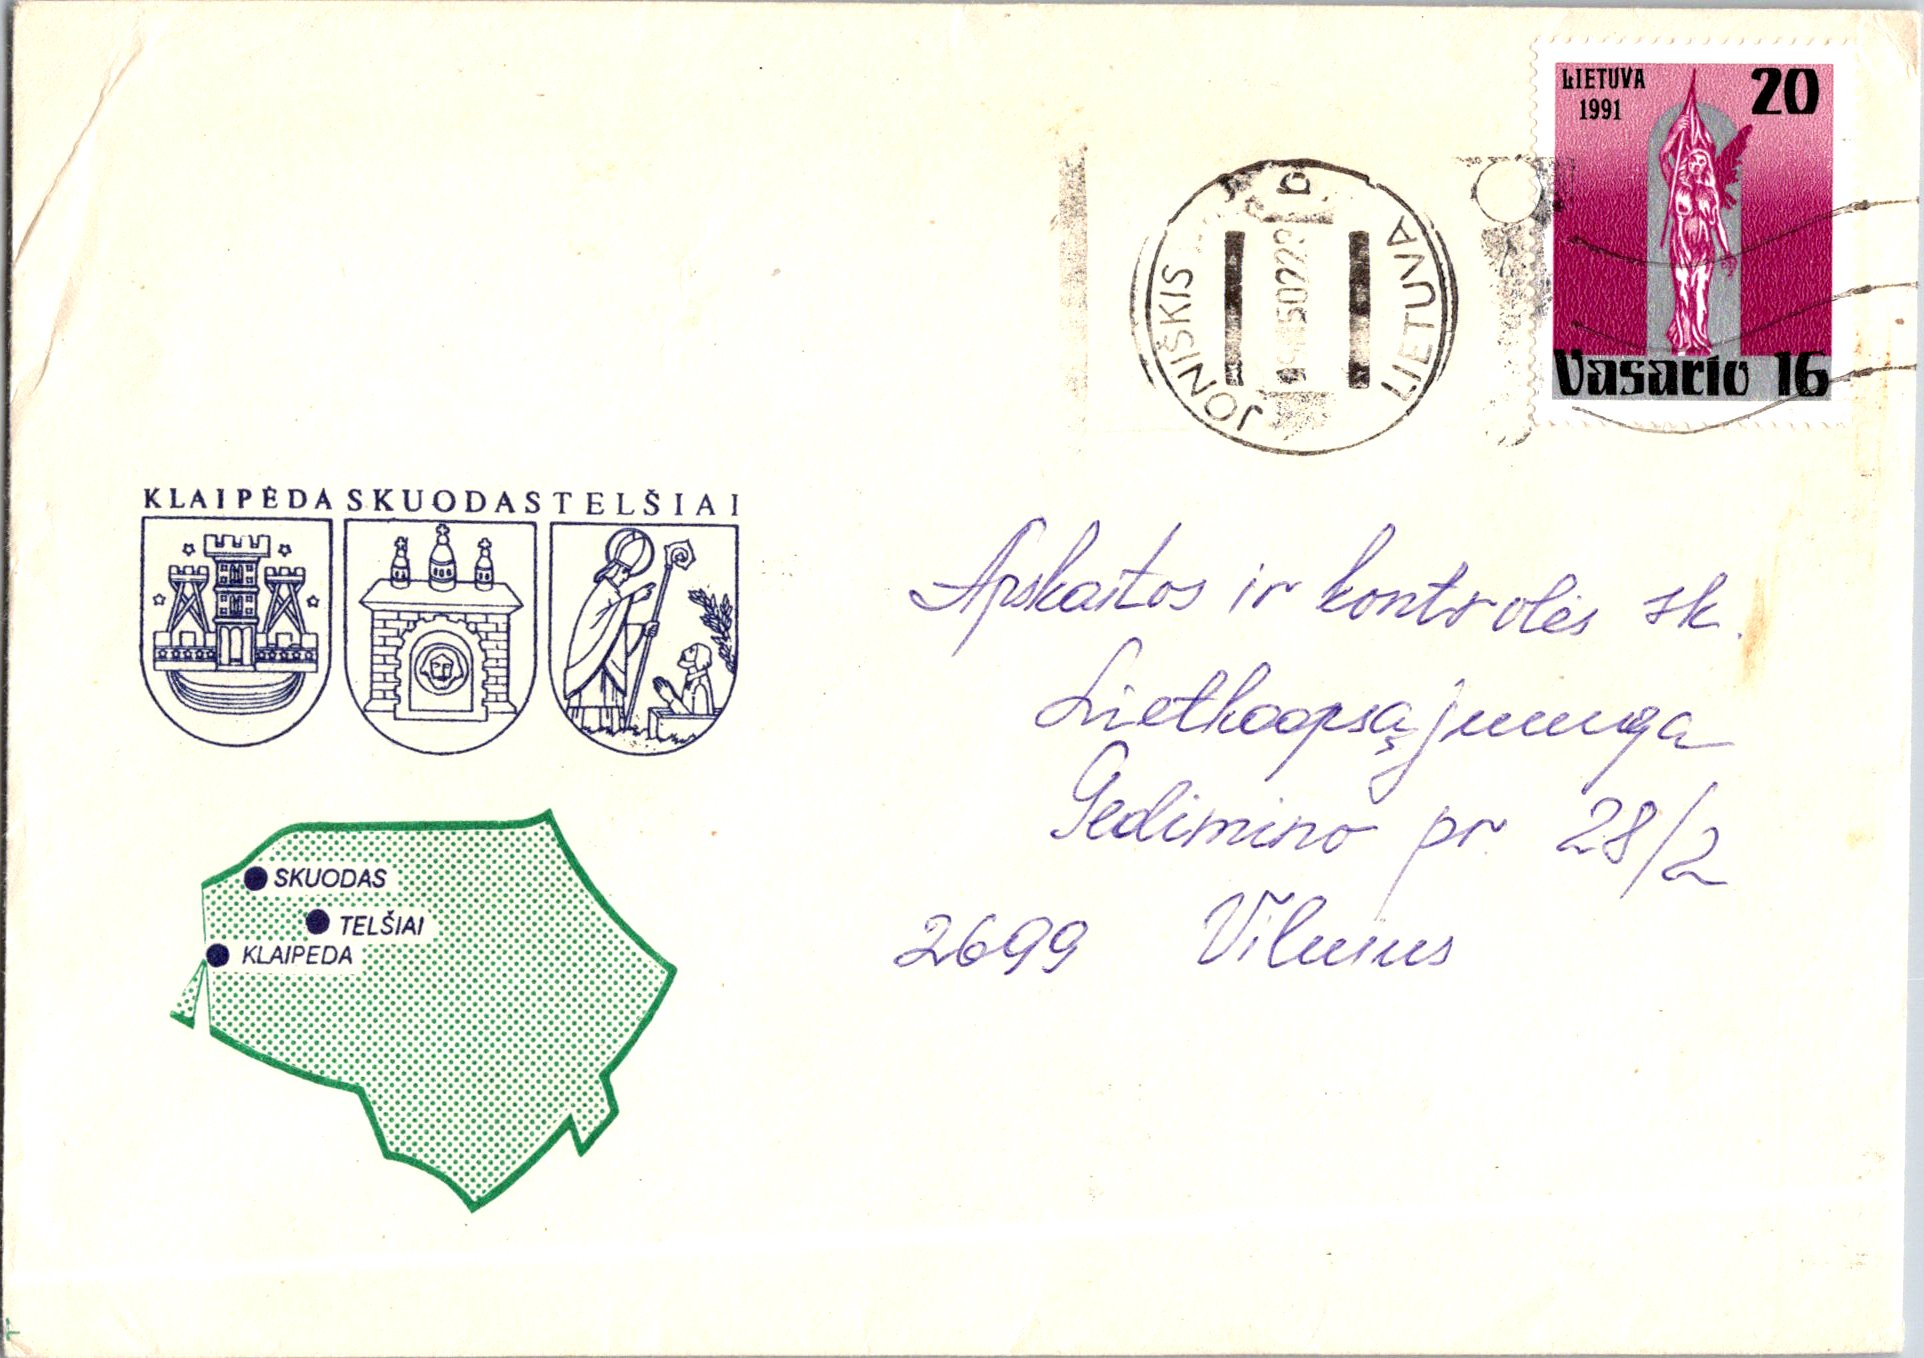 LIETUVA 20
1991
Vasario 16
JONIŠKIS
LIETUVA
KLAIPĖDA SKUODAS TELŠIAI
Apskaitos ir kontrolės sk.
Lietkoopsąjunga
Gedimino pr 28/2
2699 Vilnius
SKUODAS
TELŠIAI
KLAIPEDA